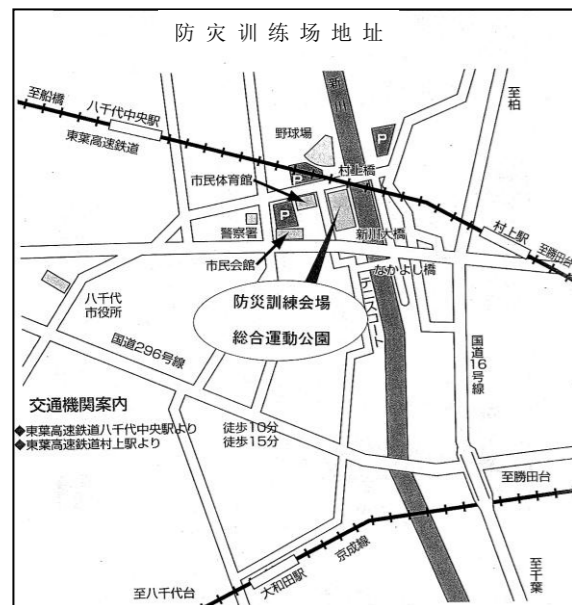 防灾训练场地址
至船橋
八千代中央駅
東葉高速鉄道
新川
至柏
野球場
P
P
村上橋
市民体育館
P
警察署
新川大橋
村上駅
至勝田台
市民会館
なかよし橋
テニスコート
八千代
市役所
防災訓練会場
総合運動公園
国道296号線
国道16号線
交通機関案内
◆東葉高速鉄道八千代中央駅より 徒歩10分
◆東葉高速鉄道村上駅より 徒歩15分
至勝田台
京成線
大和田駅
至八千代台
至千葉